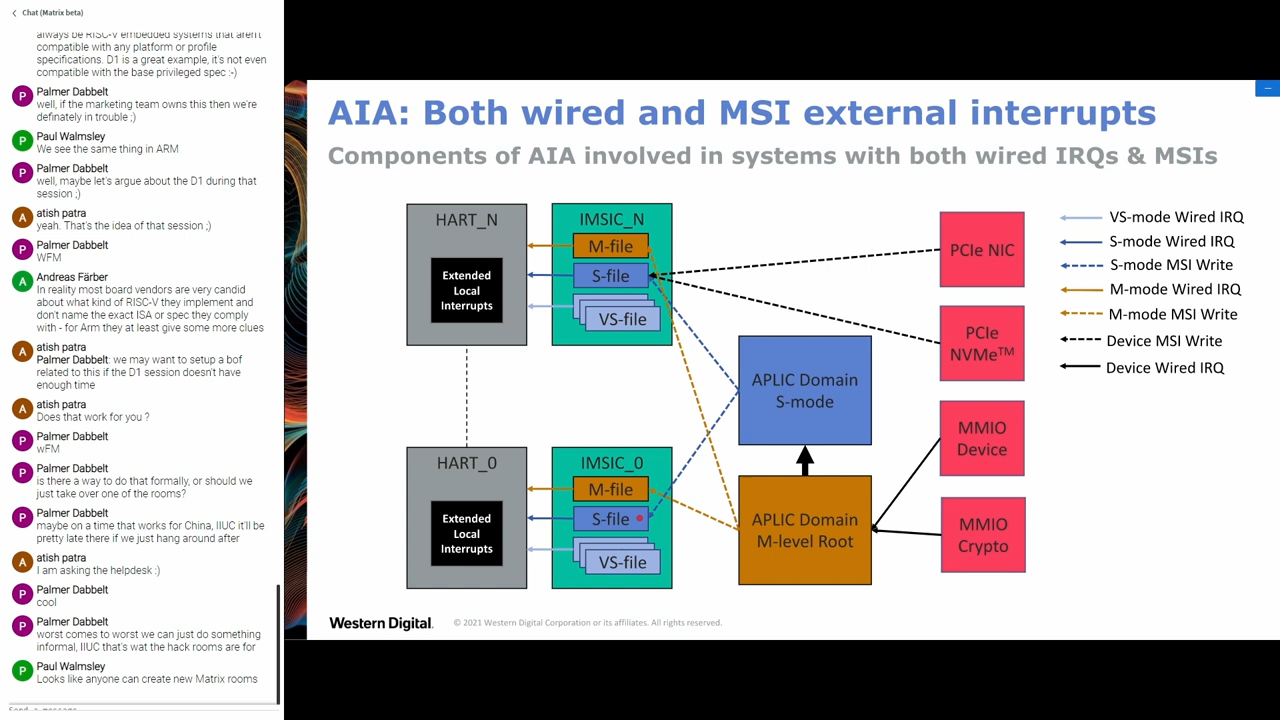 Chat (Matrix beta)
always be RISC-V embedded systems that aren't
compatible with any platform or profile
specifications. D1 is a great example, it's not even
compatible with the base privileged spec :-)
P
Palmer Dabbelt
well, if the marketing team owns this then we're
definately in trouble ;)
P
Paul Walmsley
We see the same thing in ARM
P
Palmer Dabbelt
well, maybe let's argue about the D1 during that
session ;)
A
atish patra
yeah. That's the idea of that session ;)
P
Palmer Dabbelt
WFM
A
Andreas Färber
In reality most board vendors are very candid
about what kind of RISC-V they implement and
don't name the exact ISA or spec they comply
with - for Arm they at least give some more clues
A
atish patra
Palmer Dabbelt: we may want to setup a bof
related to this if the D1 session doesn't have
enough time
A
atish patra
Does that work for you ?
P
Palmer Dabbelt
wFM
P
Palmer Dabbelt
is there a way to do that formally, or should we
just take over one of the rooms?
P
Palmer Dabbelt
maybe on a time that works for China, IIUC it'll be
pretty late there if we just hang around after
A
atish patra
I am asking the helpdesk :)
P
Palmer Dabbelt
cool
P
Palmer Dabbelt
worst comes to worst we can just do something
informal, IIUC that's wat the hack rooms are for
P
Paul Walmsley
Looks like anyone can create new Matrix rooms
Send a message
AIA: Both wired and MSI external interrupts
Components of AIA involved in systems with both wired IRQs & MSIs
HART_N
Extended
Local
Interrupts
IMSIC_N
M-file
S-file
VS-file
HART_0
Extended
Local
Interrupts
IMSIC_0
M-file
S-file
VS-file
APLIC Domain
S-mode
APLIC Domain
M-level Root
PCIe NIC
PCIe
NVMe™
MMIO
Device
MMIO
Crypto
VS-mode Wired IRQ
S-mode Wired IRQ
S-mode MSI Write
M-mode Wired IRQ
M-mode MSI Write
Device MSI Write
Device Wired IRQ
Western Digital.
© 2021 Western Digital Corporation or its affiliates. All rights reserved.